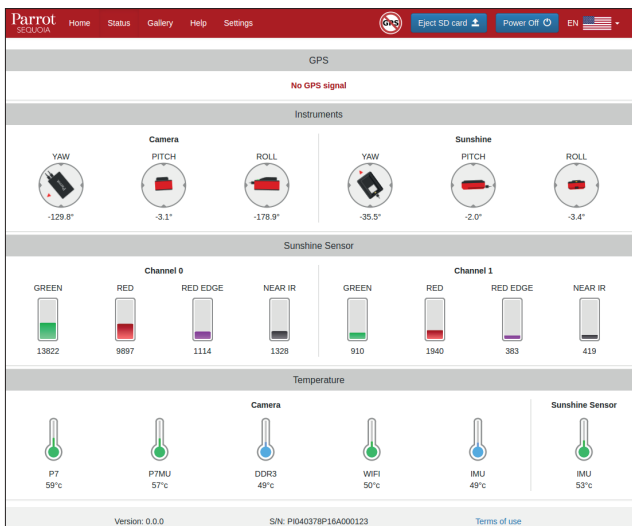 Parrot Home Status Gallery Help Settings GPS Eject SD card Power Off EN
SEQUOIA
GPS
No GPS signal
Instruments
Camera Sunshine
YAW PITCH ROLL YAW PITCH ROLL
-129.8° -3.1° -178.9° -35.5° -2.0° -3.4°
Sunshine Sensor
Channel 0 Channel 1
GREEN RED RED EDGE NEAR IR GREEN RED RED EDGE NEAR IR
13822 9897 1114 1328 910 1940 383 419
Temperature
Camera Sunshine Sensor
P7 P7MU DDR3 WIFI IMU IMU
59°c 57°c 49°c 50°c 49°c 53°c
Version: 0.0.0 S/N: PI040378P16A000123 Terms of use